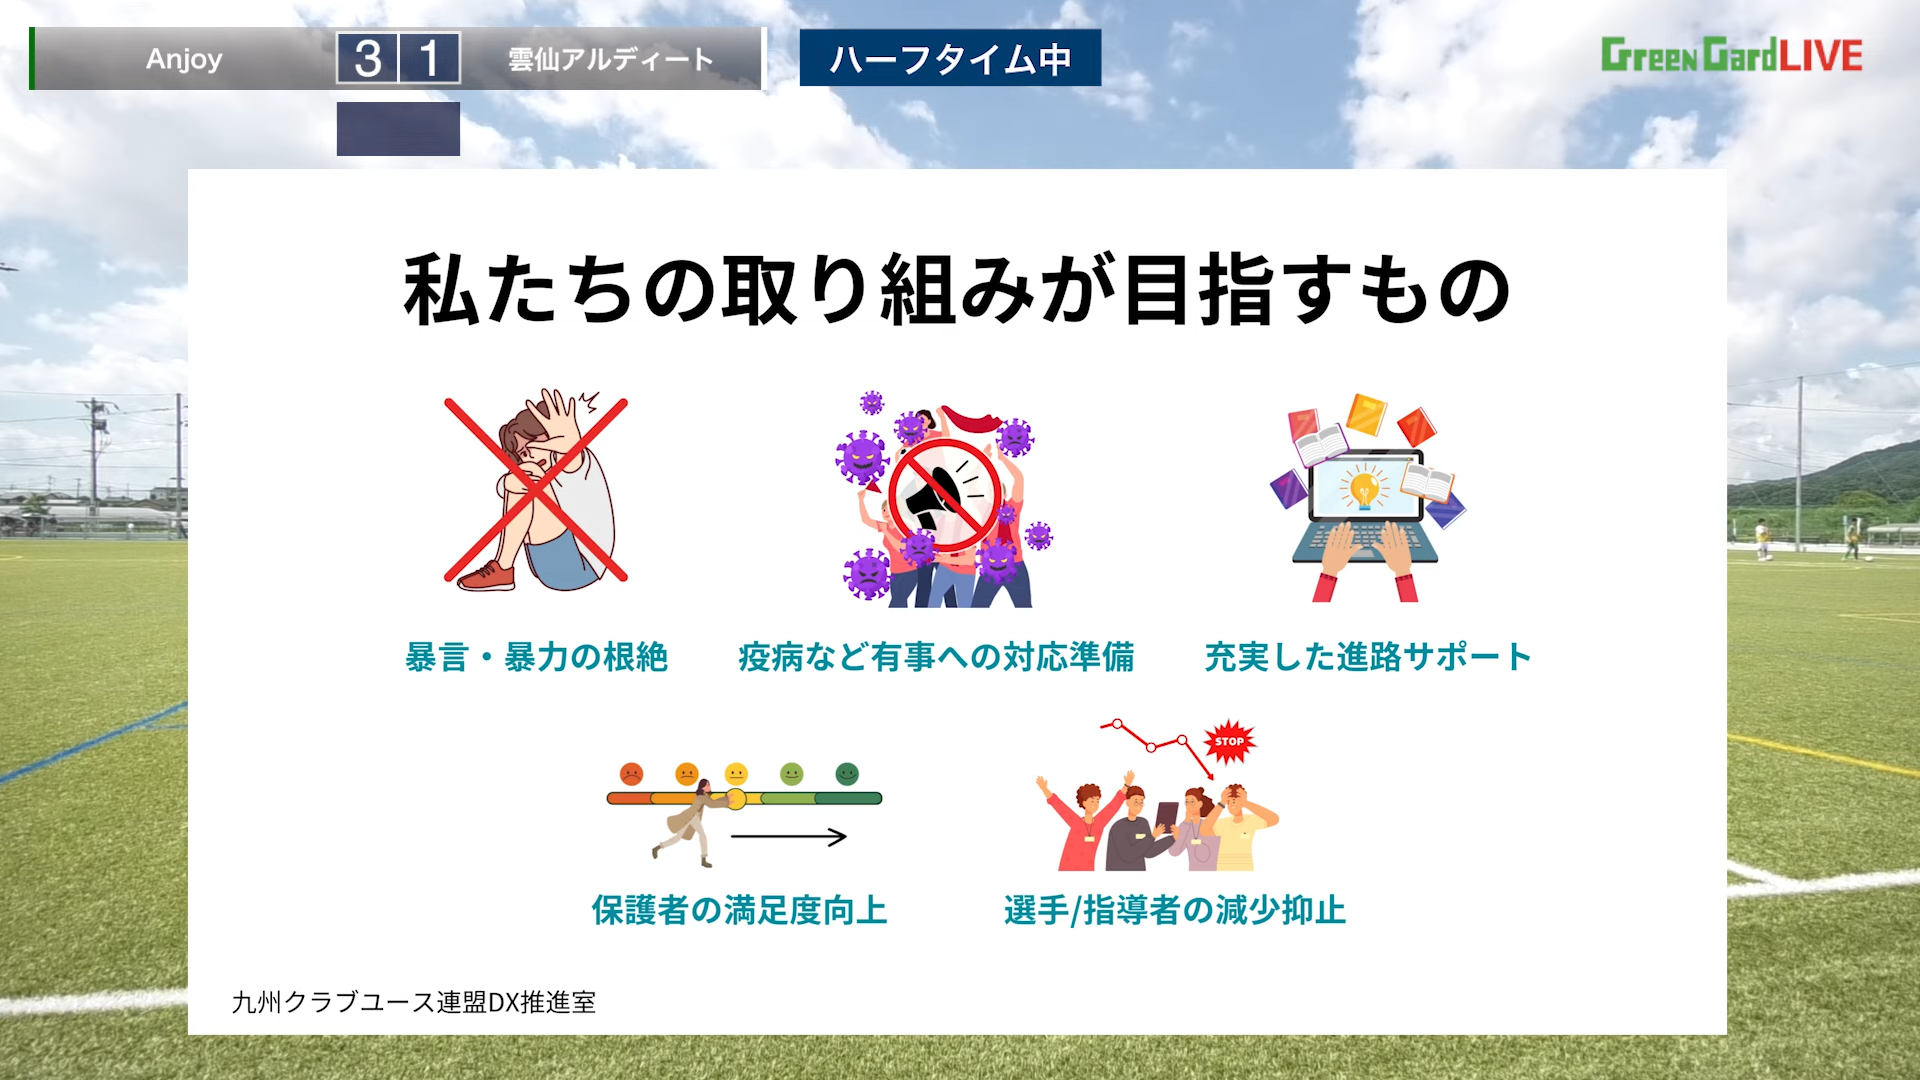 Anjoy
3
1
雲仙アルディート
ハーフタイム中
Green GardLIVE
私たちの取り組みが目指すもの
暴言・暴力の根絶
疫病など有事への対応準備
充実した進路サポート
STOP
保護者の満足度向上
選手/指導者の減少抑止
九州クラブユース連盟DX推進室